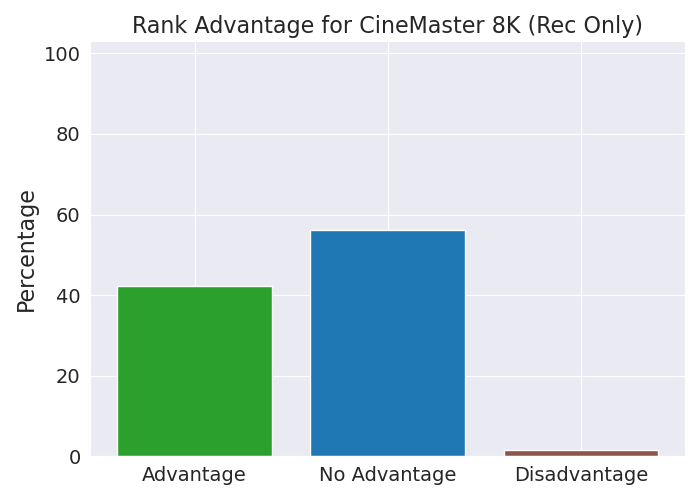 Rank Advantage for CineMaster 8K (Rec Only)
Percentage
100
80
60
40
20
0
Advantage
No Advantage
Disadvantage